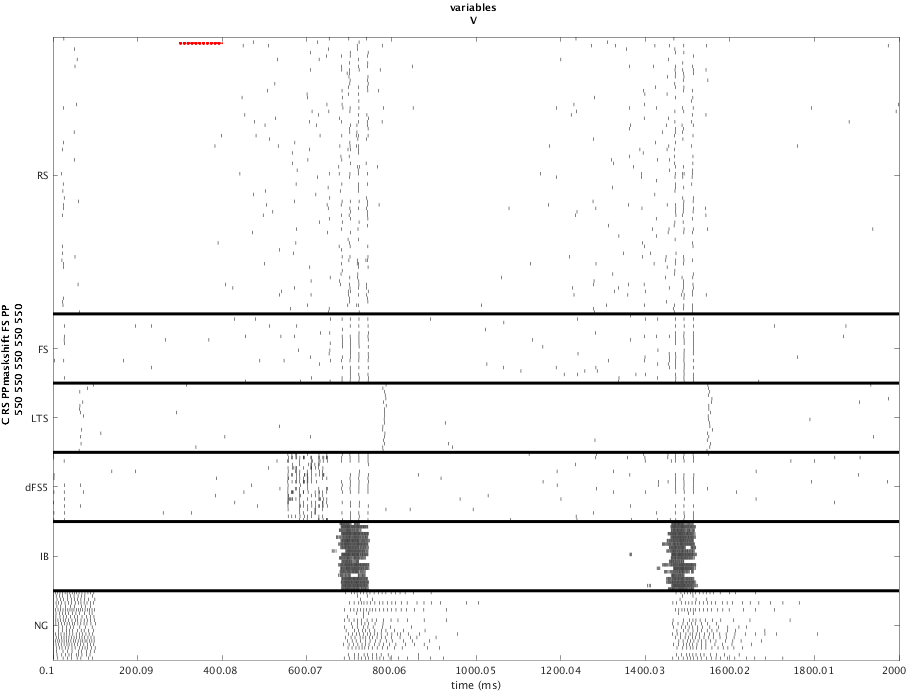 variables
V
C RS PPmaskshift FS PP
550 550 550 550 550
RS
FS
LTS
dFS5
IB
NG
0.1 200.09 400.08 600.07 800.06 1000.05 1200.04 1400.03 1600.02 1800.01 2000
time (ms)